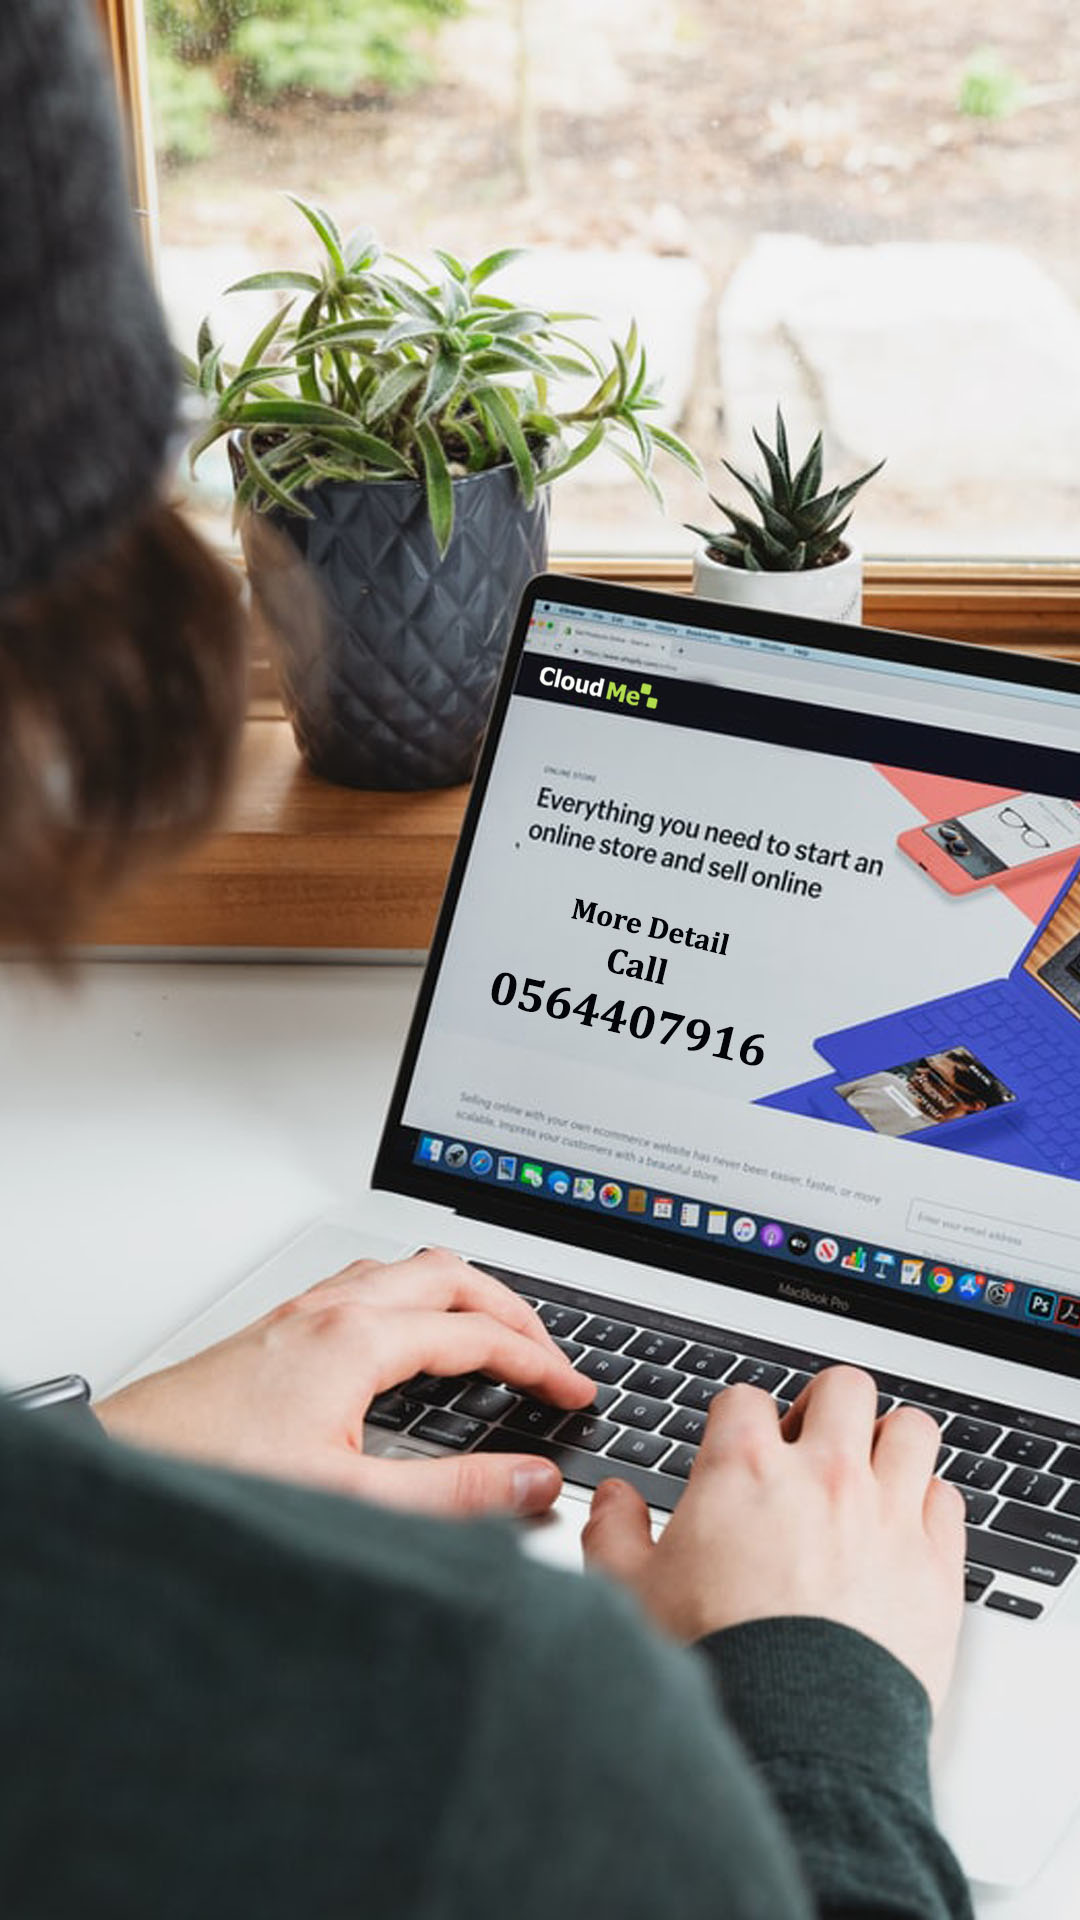 CloudMe
ONLINE STORE
Everything you need to start an
online store and sell online
More Detail
Call
0564407916
Selling online with your own ecommerce website has never been easier, faster, or more
scalable. Impress your customers with a beautiful store.
Enter your email address
MacBook Pro
Ps